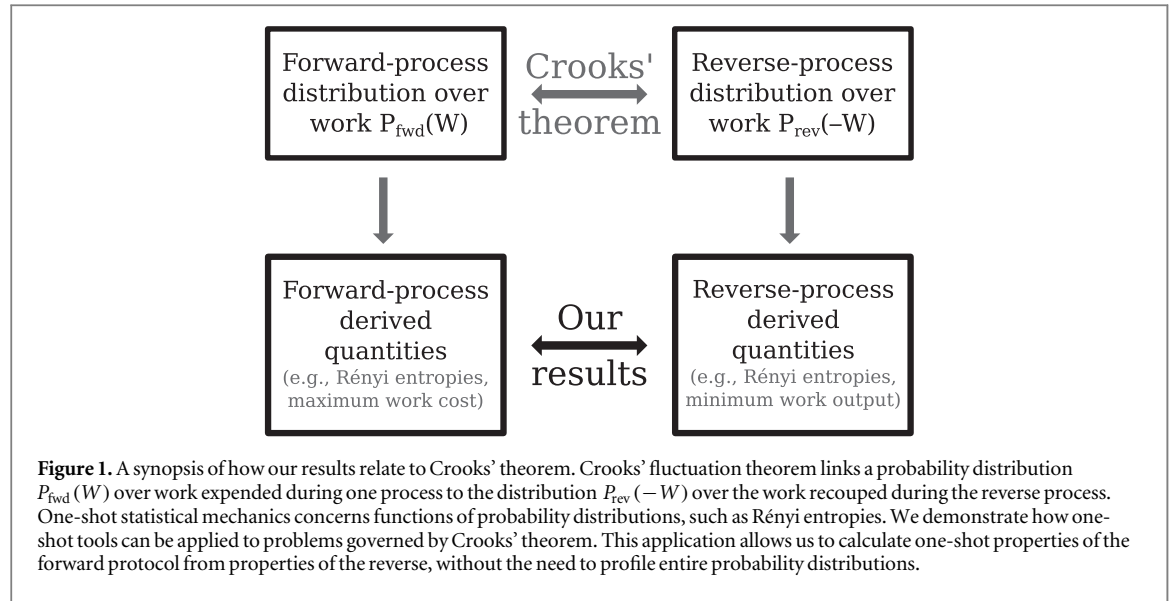 Forward-process
distribution over
work P_fwd(W)
Crooks'
theorem
Reverse-process
distribution over
work P_rev(–W)
Forward-process
derived
quantities
(e.g., Rényi entropies,
maximum work cost)
Our
results
Reverse-process
derived
quantities
(e.g., Rényi entropies,
minimum work output)
Figure 1. A synopsis of how our results relate to Crooks' theorem. Crooks' fluctuation theorem links a probability distribution
P_fwd (W) over work expended during one process to the distribution P_rev (−W) over the work recouped during the reverse process.
One-shot statistical mechanics concerns functions of probability distributions, such as Rényi entropies. We demonstrate how one-
shot tools can be applied to problems governed by Crooks' theorem. This application allows us to calculate one-shot properties of the
forward protocol from properties of the reverse, without the need to profile entire probability distributions.